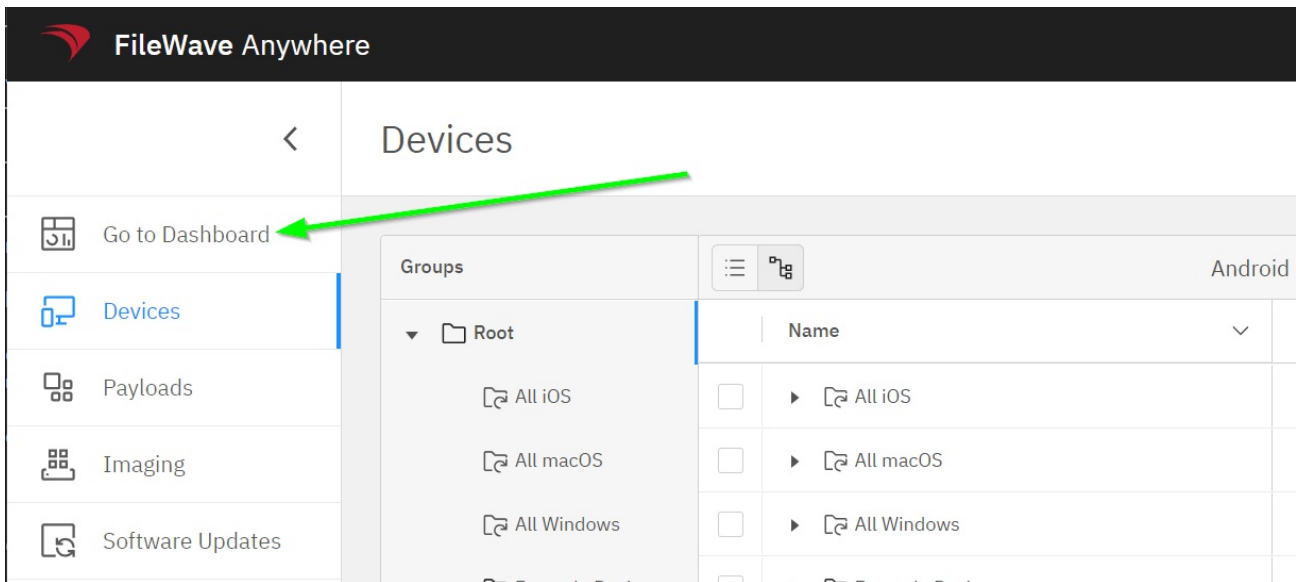 FileWave Anywhere
Devices
Go to Dashboard
Devices
Payloads
Imaging
Software Updates
Groups
Root
All iOS
All macOS
All Windows
Android
Name
All iOS
All macOS
All Windows